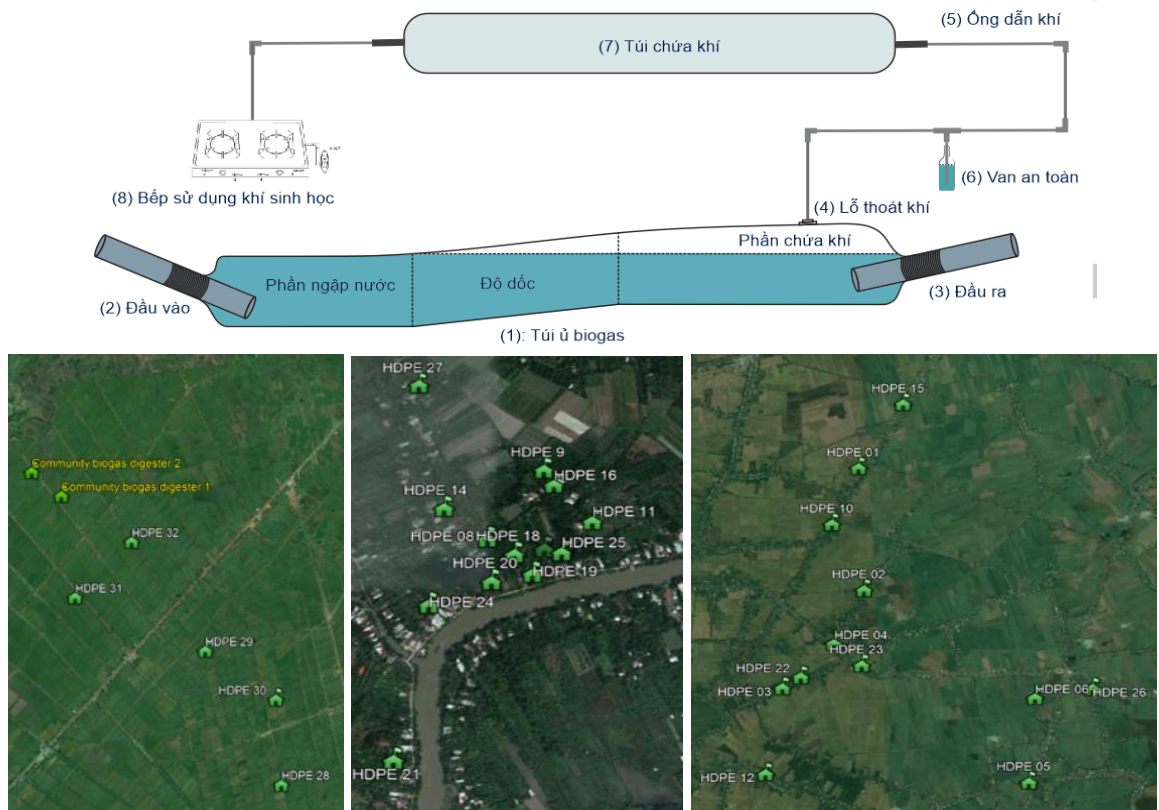 (5) Ống dẫn khí
(7) Túi chứa khí
(6) Van an toàn
(8) Bếp sử dụng khí sinh học
(4) Lỗ thoát khí
Phần chứa khí
Phần ngập nước
Độ dốc
(2) Đầu vào
(3) Đầu ra
(1): Túi ủ biogas
Community biogas digester 2
Community biogas digester 1
HDPE 32
HDPE 31
HDPE 29
HDPE 30
HDPE 28
HDPE 27
HDPE 9
HDPE 16
HDPE 14
HDPE 11
HDPE 08
HDPE 18
HDPE 25
HDPE 20
HDPE 19
HDPE 24
HDPE 21
HDPE 15
HDPE 01
HDPE 10
HDPE 02
HDPE 04
HDPE 23
HDPE 22
HDPE 03
HDPE 06
HDPE 26
HDPE 12
HDPE 05